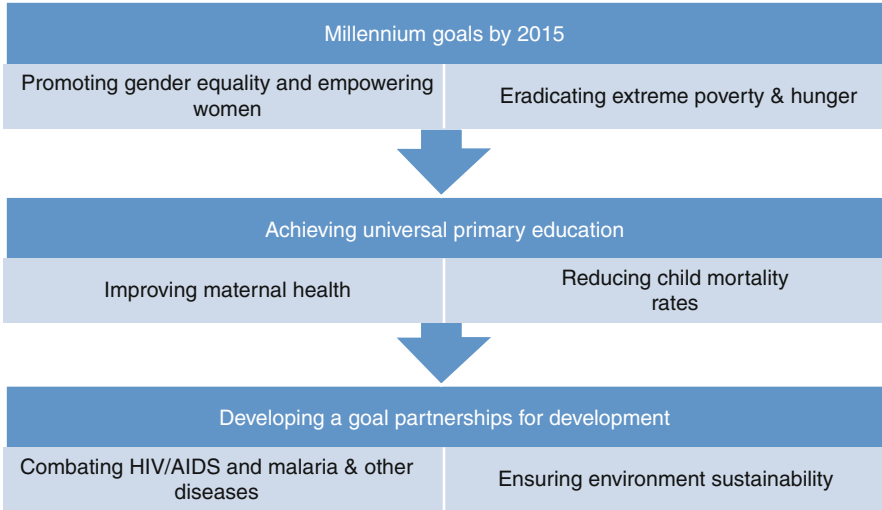 Millennium goals by 2015
Promoting gender equality and empowering
women
Eradicating extreme poverty & hunger
Achieving universal primary education
Improving maternal health
Reducing child mortality
rates
Developing a goal partnerships for development
Combating HIV/AIDS and malaria & other
diseases
Ensuring environment sustainability